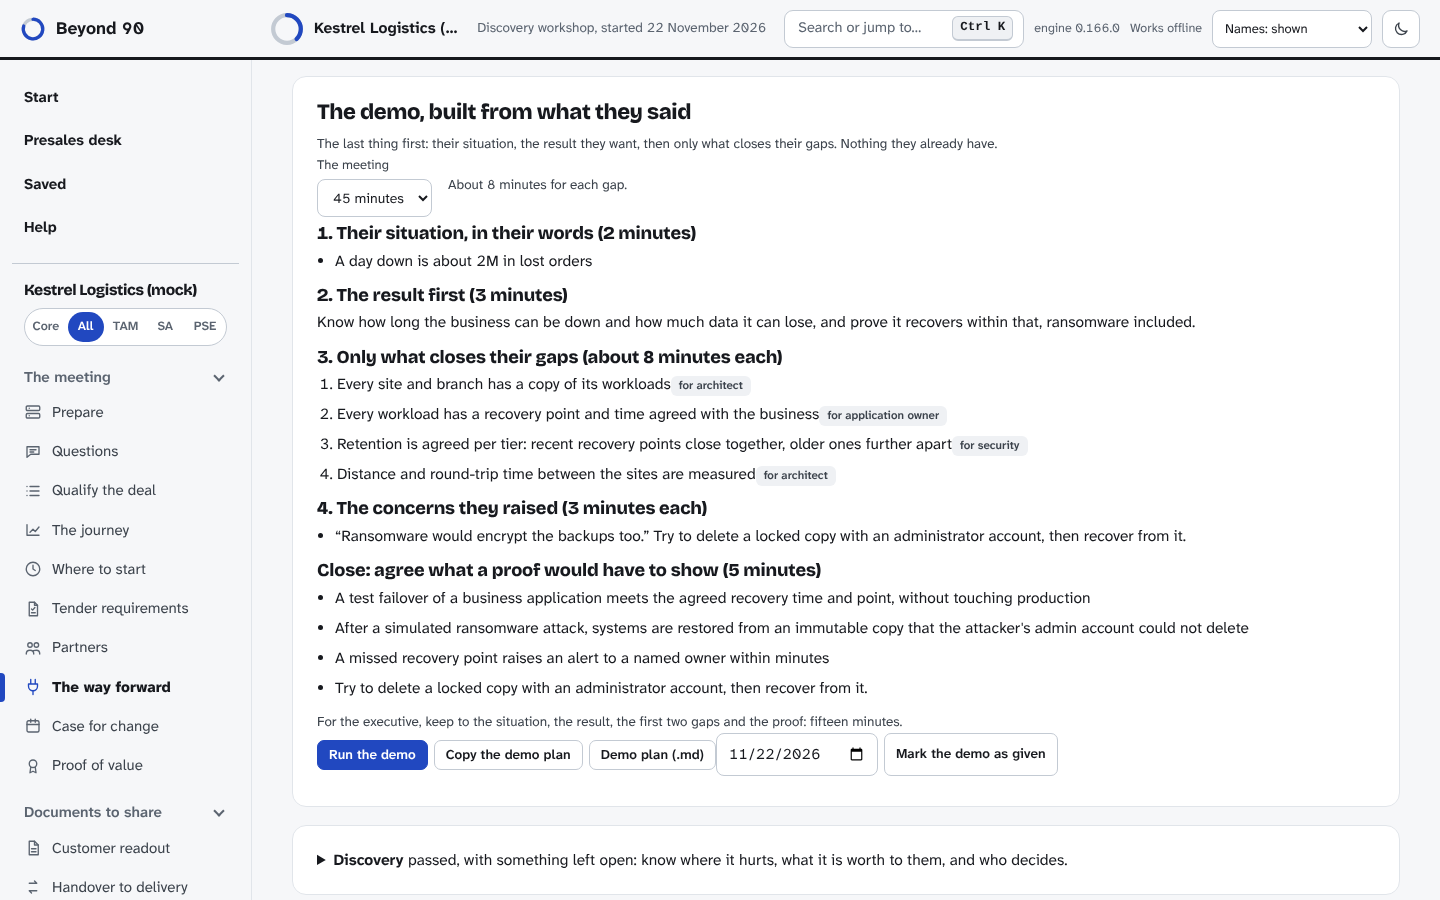 Beyond 90
Kestrel Logistics (...
Discovery workshop, started 22 November 2026
Search or jump to...
Ctrl K
engine 0.166.0
Works offline
Names: shown
Start
Presales desk
Saved
Help
Kestrel Logistics (mock)
Core
All
TAM
SA
PSE
The meeting
Prepare
Questions
Qualify the deal
The journey
Where to start
Tender requirements
Partners
The way forward
Case for change
Proof of value
Documents to share
Customer readout
Handover to delivery
The demo, built from what they said
The last thing first: their situation, the result they want, then only what closes their gaps. Nothing they already have.
The meeting
45 minutes
About 8 minutes for each gap.
1. Their situation, in their words (2 minutes)
• A day down is about 2M in lost orders
2. The result first (3 minutes)
Know how long the business can be down and how much data it can lose, and prove it recovers within that, ransomware included.
3. Only what closes their gaps (about 8 minutes each)
1. Every site and branch has a copy of its workloads for architect
2. Every workload has a recovery point and time agreed with the business for application owner
3. Retention is agreed per tier: recent recovery points close together, older ones further apart for security
4. Distance and round-trip time between the sites are measured for architect
4. The concerns they raised (3 minutes each)
• “Ransomware would encrypt the backups too.” Try to delete a locked copy with an administrator account, then recover from it.
Close: agree what a proof would have to show (5 minutes)
• A test failover of a business application meets the agreed recovery time and point, without touching production
• After a simulated ransomware attack, systems are restored from an immutable copy that the attacker's admin account could not delete
• A missed recovery point raises an alert to a named owner within minutes
• Try to delete a locked copy with an administrator account, then recover from it.
For the executive, keep to the situation, the result, the first two gaps and the proof: fifteen minutes.
Run the demo
Copy the demo plan
Demo plan (.md)
11/22/2026
Mark the demo as given
Discovery passed, with something left open: know where it hurts, what it is worth to them, and who decides.